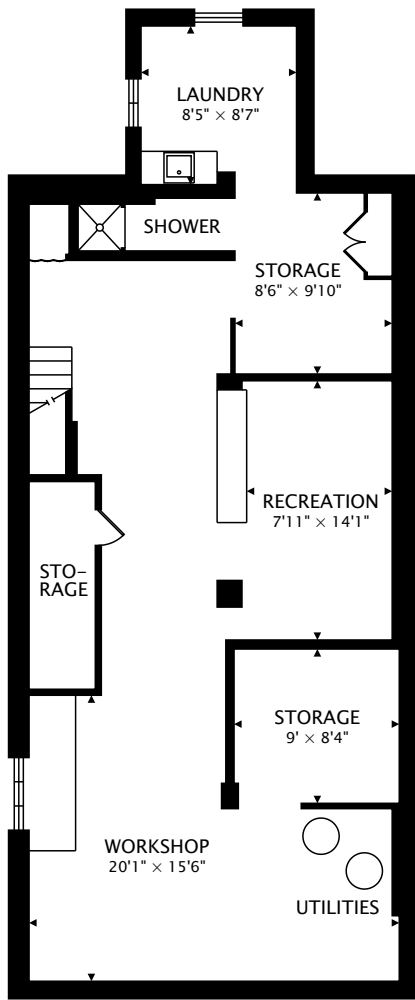 LAUNDRY
8'5" × 8'7"
SHOWER
STORAGE
8'6" × 9'10"
RECREATION
7'11" × 14'1"
STO-
RAGE
STORAGE
9' × 8'4"
WORKSHOP
20'1" × 15'6"
UTILITIES